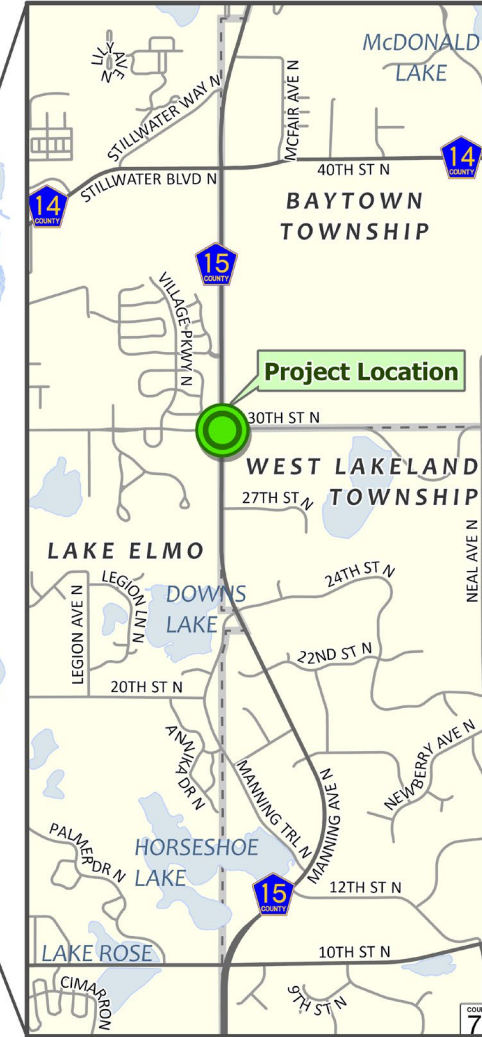 McDONALD
LAKE
LILY
AVE
N
STILLWATER WAY N
MCFAIR AVE N
14
COUNTY
40TH ST N
STILLWATER BLVD N
14
COUNTY
BAYTOWN
TOWNSHIP
15
COUNTY
VILLAGE PKWY N
Project Location
30TH ST N
WEST LAKELAND
TOWNSHIP
27TH ST N
NEAL AVE N
LAKE ELMO
24TH ST N
LEGION LN N
LEGION AVE N
DOWNS
LAKE
22ND ST N
20TH ST N
ANNIKA DR N
NEWBERRY AVE N
MANNING TRL N
MANNING AVE N
PALMER DR N
HORSESHOE
LAKE
15
COUNTY
12TH ST N
LAKE ROSE
10TH ST N
CIMARRON
9TH ST N
COU
7